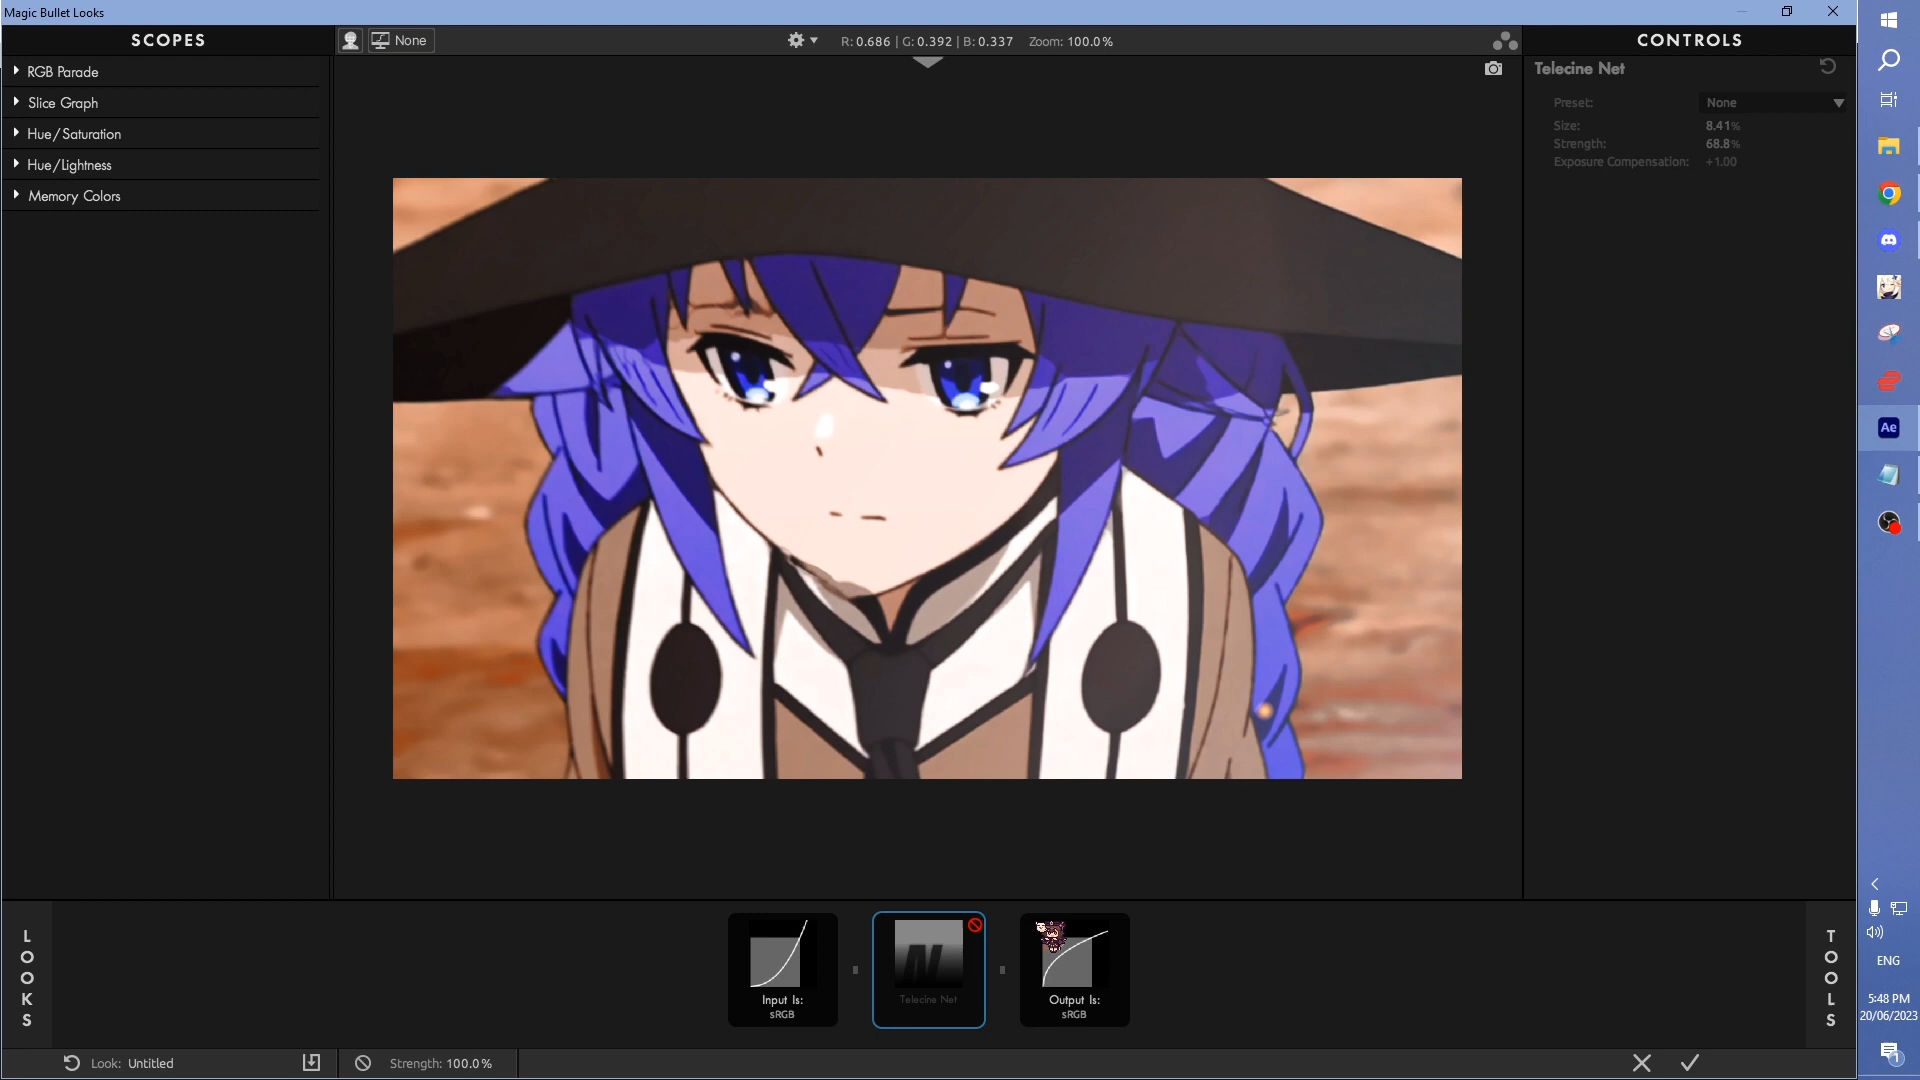 Magic Bullet Looks
SCOPES
None
R: 0.686 | G: 0.392 | B: 0.337 Zoom: 100.0%
CONTROLS
RGB Parade
Slice Graph
Hue/Saturation
Hue/Lightness
Memory Colors
Telecine Net
Preset: None
Size: 8.41%
Strength: 68.8%
Exposure Compensation: +1.00
Ae
LOOKS
Input Is:
sRGB
N
Telecine Net
Output Is:
sRGB
TOOLS
ENG
5:48 PM
20/06/2023
1
Look: Untitled
Strength: 100.0%